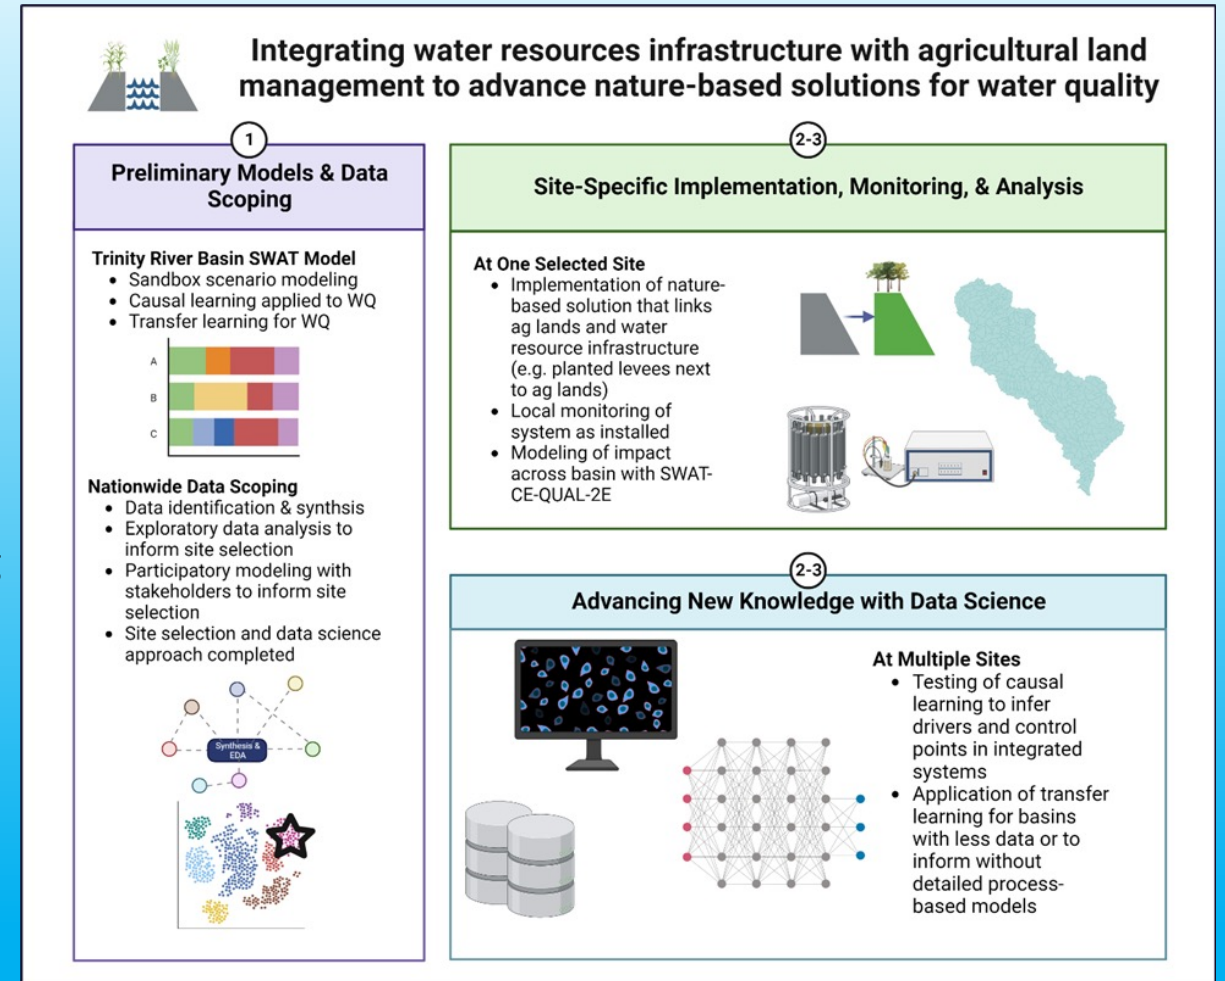 Integrating water resources infrastructure with agricultural land
management to advance nature-based solutions for water quality
1
Preliminary Models & Data
Scoping
Trinity River Basin SWAT Model
• Sandbox scenario modeling
• Causal learning applied to WQ
• Transfer learning for WQ
A
B
C
Nationwide Data Scoping
• Data identification & synthsis
• Exploratory data analysis to
inform site selection
• Participatory modeling with
stakeholders to inform site
selection
• Site selection and data science
approach completed
Synthesis &
EDA
2-3
Site-Specific Implementation, Monitoring, & Analysis
At One Selected Site
• Implementation of nature-
based solution that links
ag lands and water
resource infrastructure
(e.g. planted levees next
to ag lands)
• Local monitoring of
system as installed
• Modeling of impact
across basin with SWAT-
CE-QUAL-2E
2-3
Advancing New Knowledge with Data Science
At Multiple Sites
• Testing of causal
learning to infer
drivers and control
points in integrated
systems
• Application of transfer
learning for basins
with less data or to
inform without
detailed process-
based models